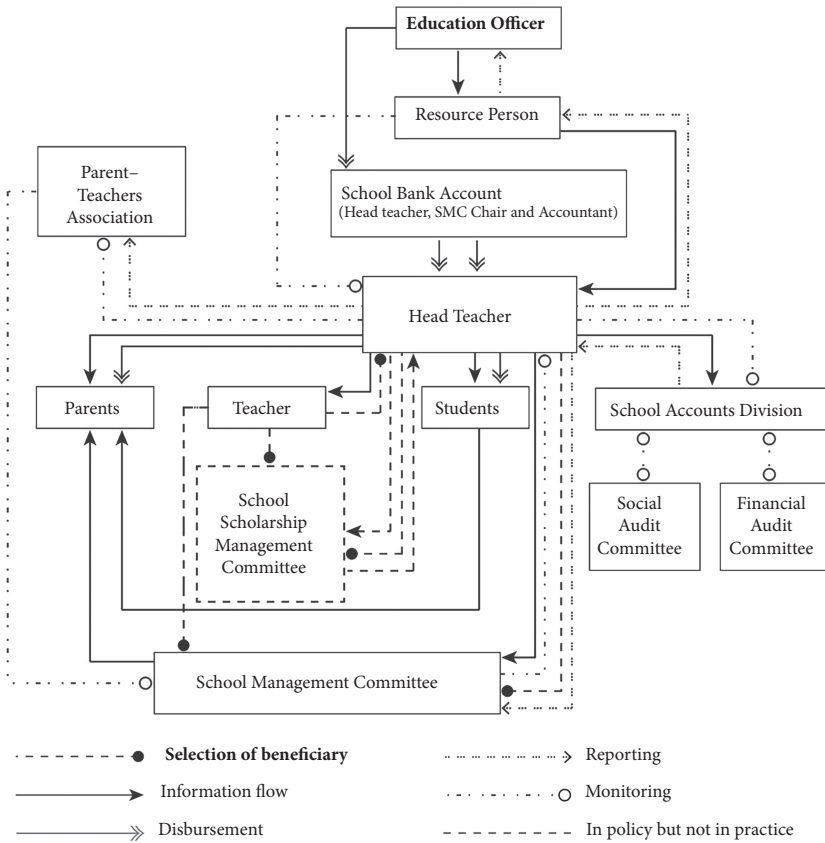 Education Officer
Resource Person
Parent–
Teachers
Association
School Bank Account
(Head teacher, SMC Chair and Accountant)
Head Teacher
Parents
Teacher
Students
School Accounts Division
School
Scholarship
Management
Committee
Social
Audit
Committee
Financial
Audit
Committee
School Management Committee
Selection of beneficiary
Reporting
Information flow
Monitoring
Disbursement
In policy but not in practice